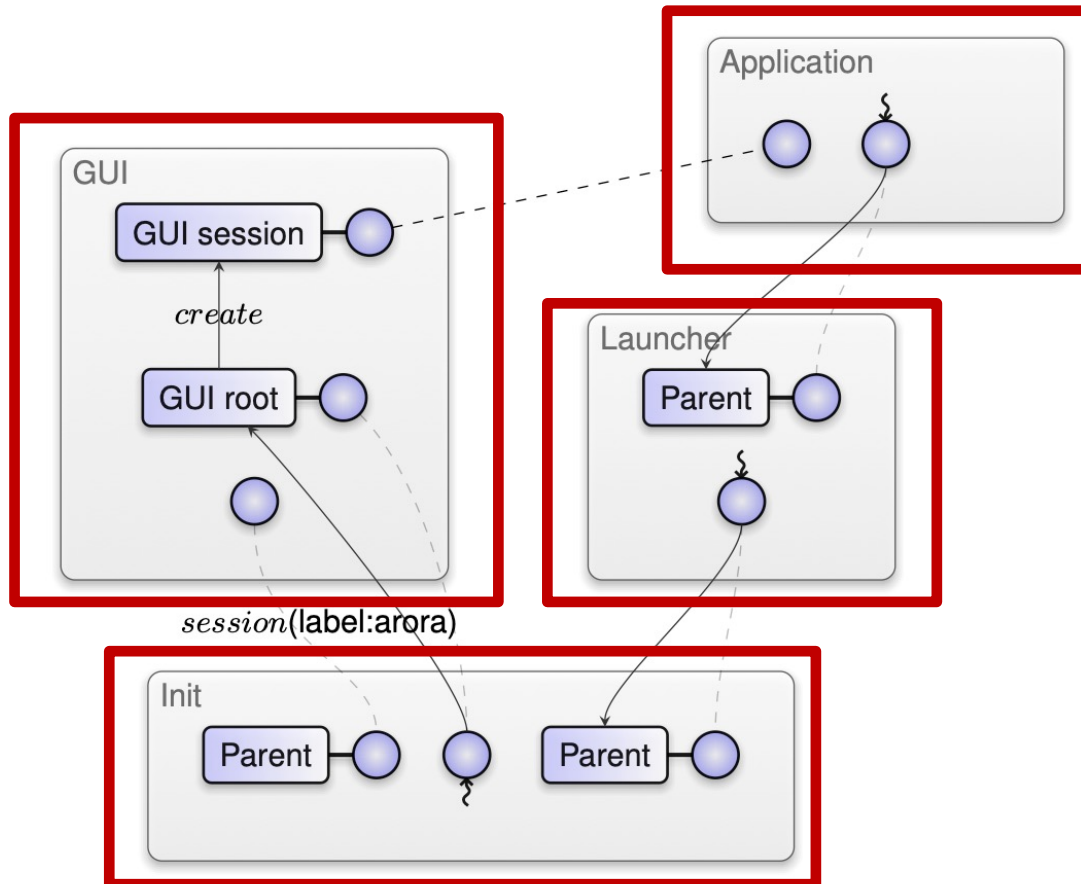 Application
GUI
GUI session
create
Launcher
GUI root
Parent
session(label:arora)
Init
Parent
Parent